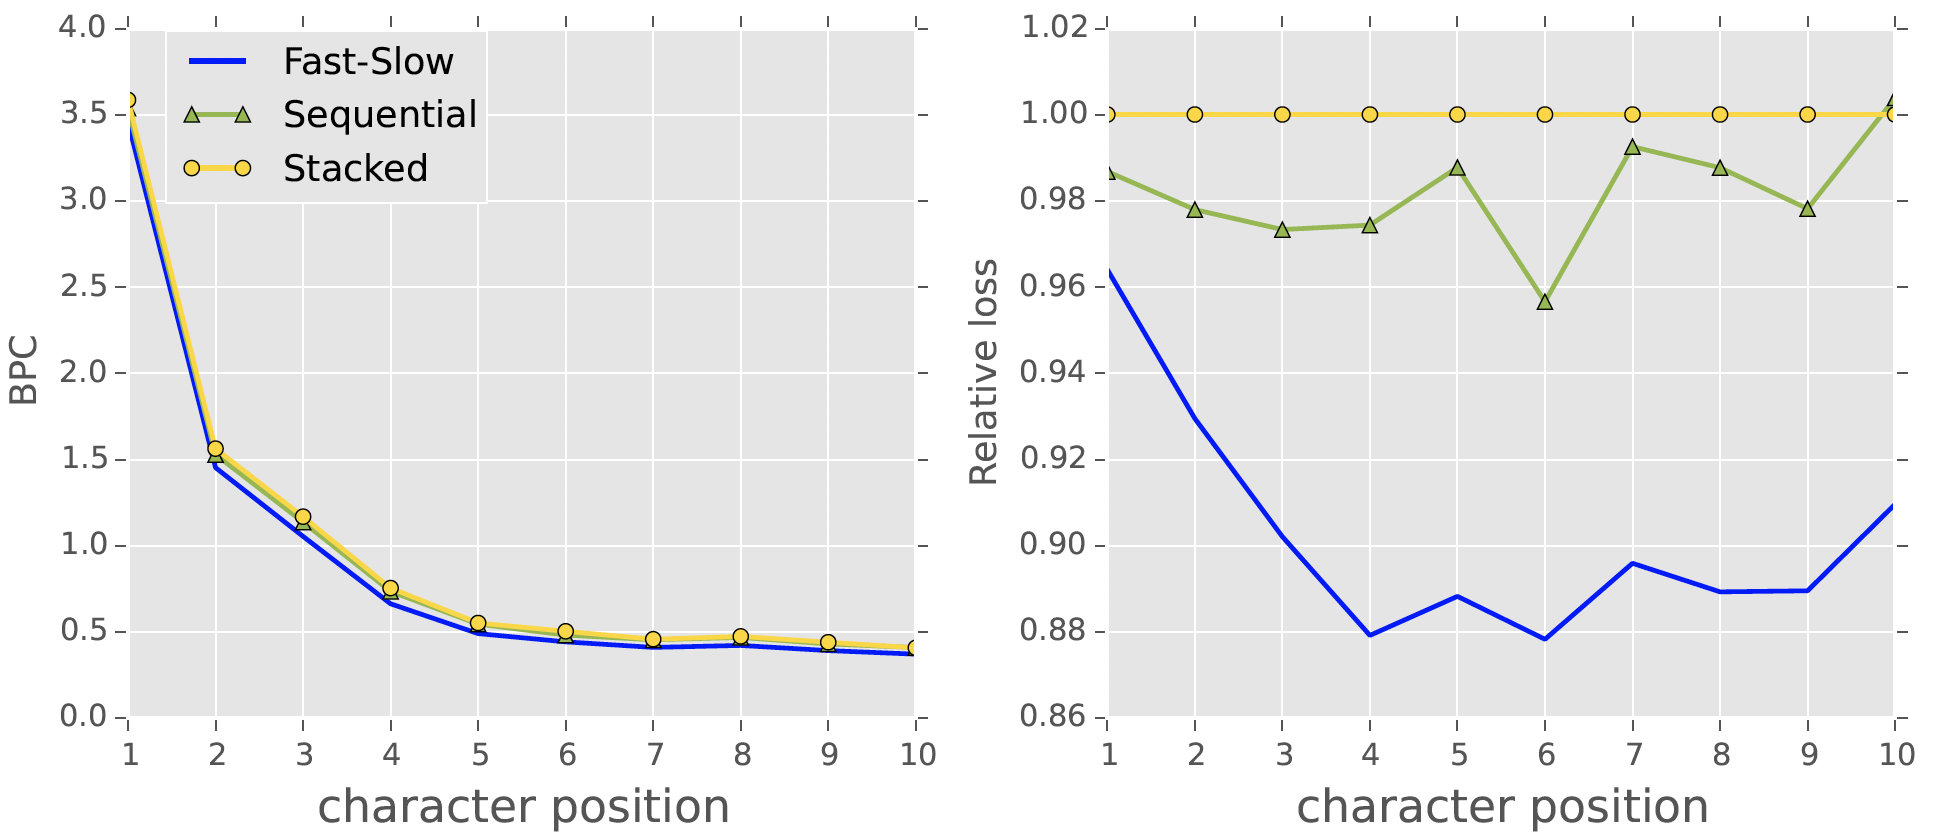 4.0
3.5
3.0
2.5
2.0
1.5
1.0
0.5
0.0
BPC
1 2 3 4 5 6 7 8 9 10
character position
Fast-Slow
Sequential
Stacked
1.02
1.00
0.98
0.96
0.94
0.92
0.90
0.88
0.86
Relative loss
1 2 3 4 5 6 7 8 9 10
character position